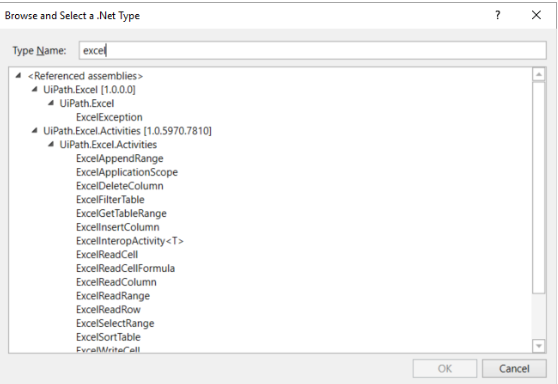 Browse and Select a .Net Type ? ×
Type Name: excel
<Referenced assemblies>
UiPath.Excel [1.0.0.0]
UiPath.Excel
ExcelException
UiPath.Excel.Activities [1.0.5970.7810]
UiPath.Excel.Activities
ExcelAppendRange
ExcelApplicationScope
ExcelDeleteColumn
ExcelFilterTable
ExcelGetTableRange
ExcelInsertColumn
ExcelInteropActivity<T>
ExcelReadCell
ExcelReadCellFormula
ExcelReadColumn
ExcelReadRange
ExcelReadRow
ExcelSelectRange
ExcelSortTable
ExcelWriteCell
OK Cancel